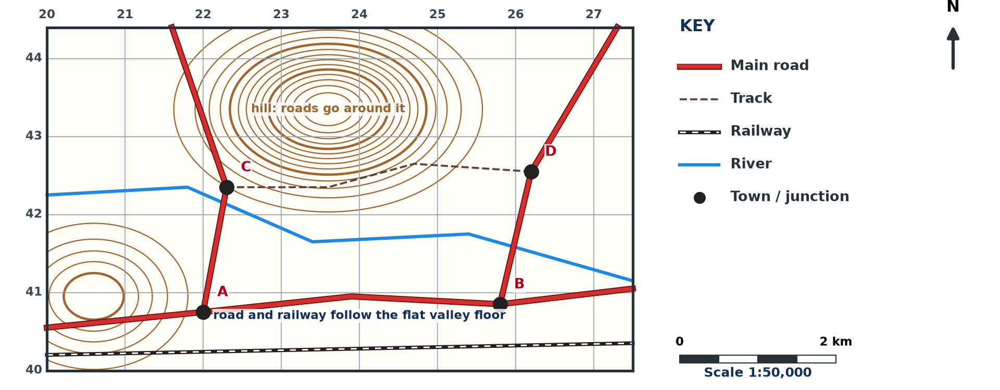 20 21 22 23 24 25 26 27
44
43
42
41
40
hill: roads go around it
C
D
A
B
road and railway follow the flat valley floor
N
KEY
Main road
Track
Railway
River
Town / junction
0 2 km
Scale 1:50,000